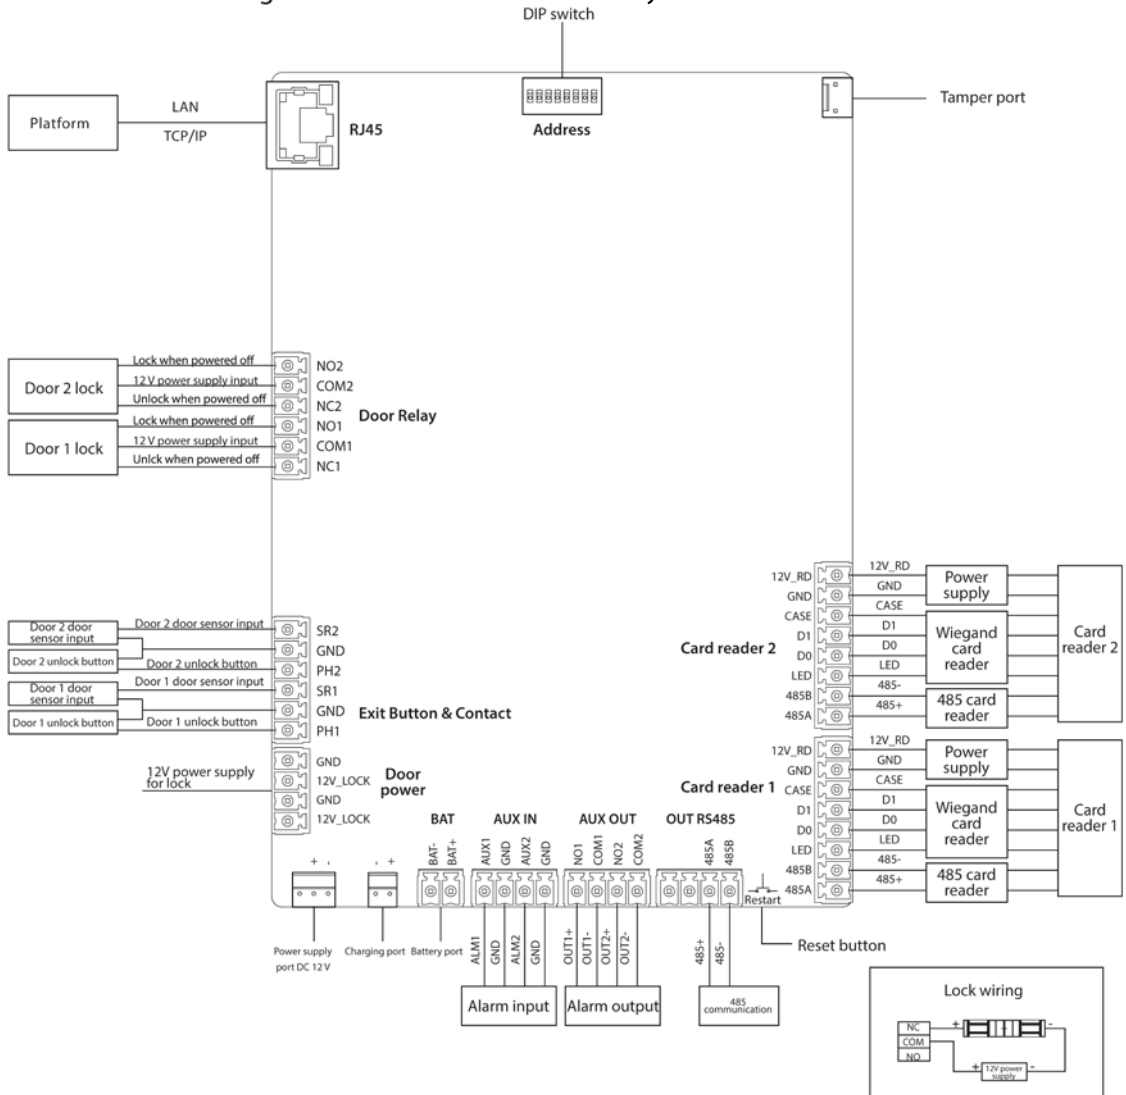 DIP switch
Platform
LAN
TCP/IP
RJ45
Address
Tamper port
Door 2 lock
Door 1 lock
Lock when powered off
12 V power supply input
Unlock when powered off
Lock when powered off
12 V power supply input
Unlck when powered off
NO2
COM2
NC2
NO1
COM1
NC1
Door Relay
Door 2 door
sensor input
Door 2 unlock button
Door 1 door
sensor input
Door 1 unlock button
Door 2 door sensor input
Door 2 unlock button
Door 1 door sensor input
Door 1 unlock button
SR2
GND
PH2
SR1
GND
PH1
Exit Button & Contact
12V power supply
for lock
GND
12V_LOCK
GND
12V_LOCK
Door
power
Card reader 2
12V_RD
GND
CASE
D1
D0
LED
485B
485A
12V_RD
GND
CASE
D1
D0
LED
485-
485+
Power
supply
Wiegand
card
reader
485 card
reader
Card
reader 2
Card reader 1
12V_RD
GND
CASE
D1
D0
LED
485B
485A
12V_RD
GND
CASE
D1
D0
LED
485-
485+
Power
supply
Wiegand
card
reader
485 card
reader
Card
reader 1
BAT
AUX IN
AUX OUT
OUT RS485
BAT-
BAT+
AUX1
GND
AUX2
GND
NO1
COM1
NO2
COM2
485A
485B
+ -
- +
Restart
Power supply
port DC 12 V
Charging port
Battery port
ALM1
GND
ALM2
GND
OUT1+
OUT1-
OUT2+
OUT2-
485+
485-
Reset button
Alarm input
Alarm output
485
communication
Lock wiring
NC
COM
NO
+ -
+ -
12V power
supply